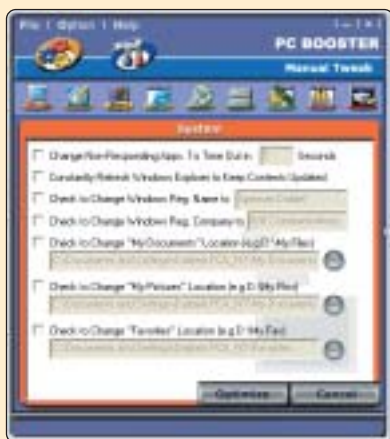 File | Option | Help
PC BOOSTER
Manual Tweak
System
Change Non-Responding Apps. To Time Out in Seconds
Constantly Refresh Windows Explorer to Keep Contents Updated
Check to Change Windows Reg. Name to
Check to Change Windows Reg. Company to
Check to Change "My Documents" Location (e.g D:\My Files)
Check to Change "My Pictures" Location (e.g D:\My Files)
Check to Change "Favorites" Location (e.g D:\My Fav)
Optimize Cancel